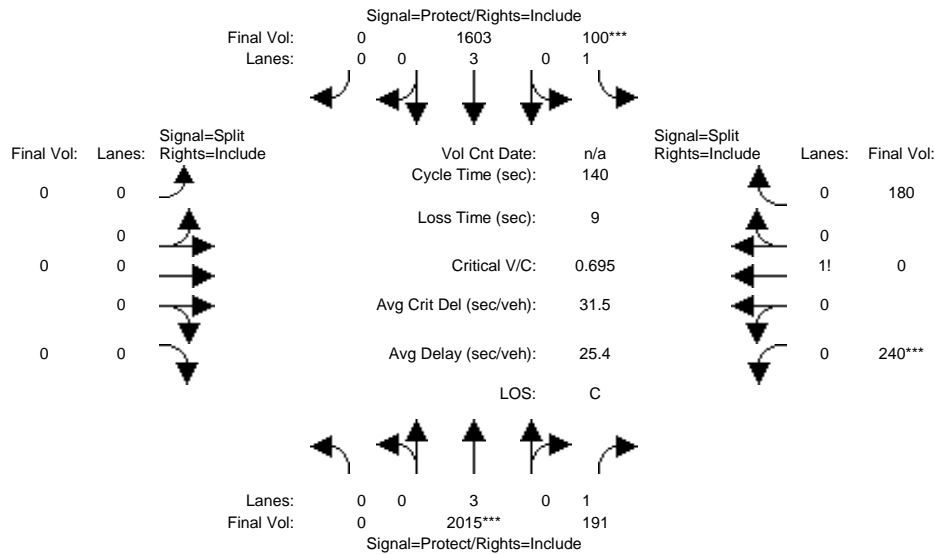 Signal=Protect/Rights=Include
Final Vol: 0 1603 100***
Lanes: 0 0 3 0 1
Signal=Split
Final Vol: Lanes: Rights=Include
Vol Cnt Date: n/a
Signal=Split
Rights=Include Lanes: Final Vol:
Cycle Time (sec): 140
0 0
0 180
Loss Time (sec): 9
0
0
0 0
Critical V/C: 0.695
1! 0
0
Avg Crit Del (sec/veh): 31.5
0
0 0
Avg Delay (sec/veh): 25.4
0 240***
LOS: C
Lanes: 0 0 3 0 1
Final Vol: 0 2015*** 191
Signal=Protect/Rights=Include